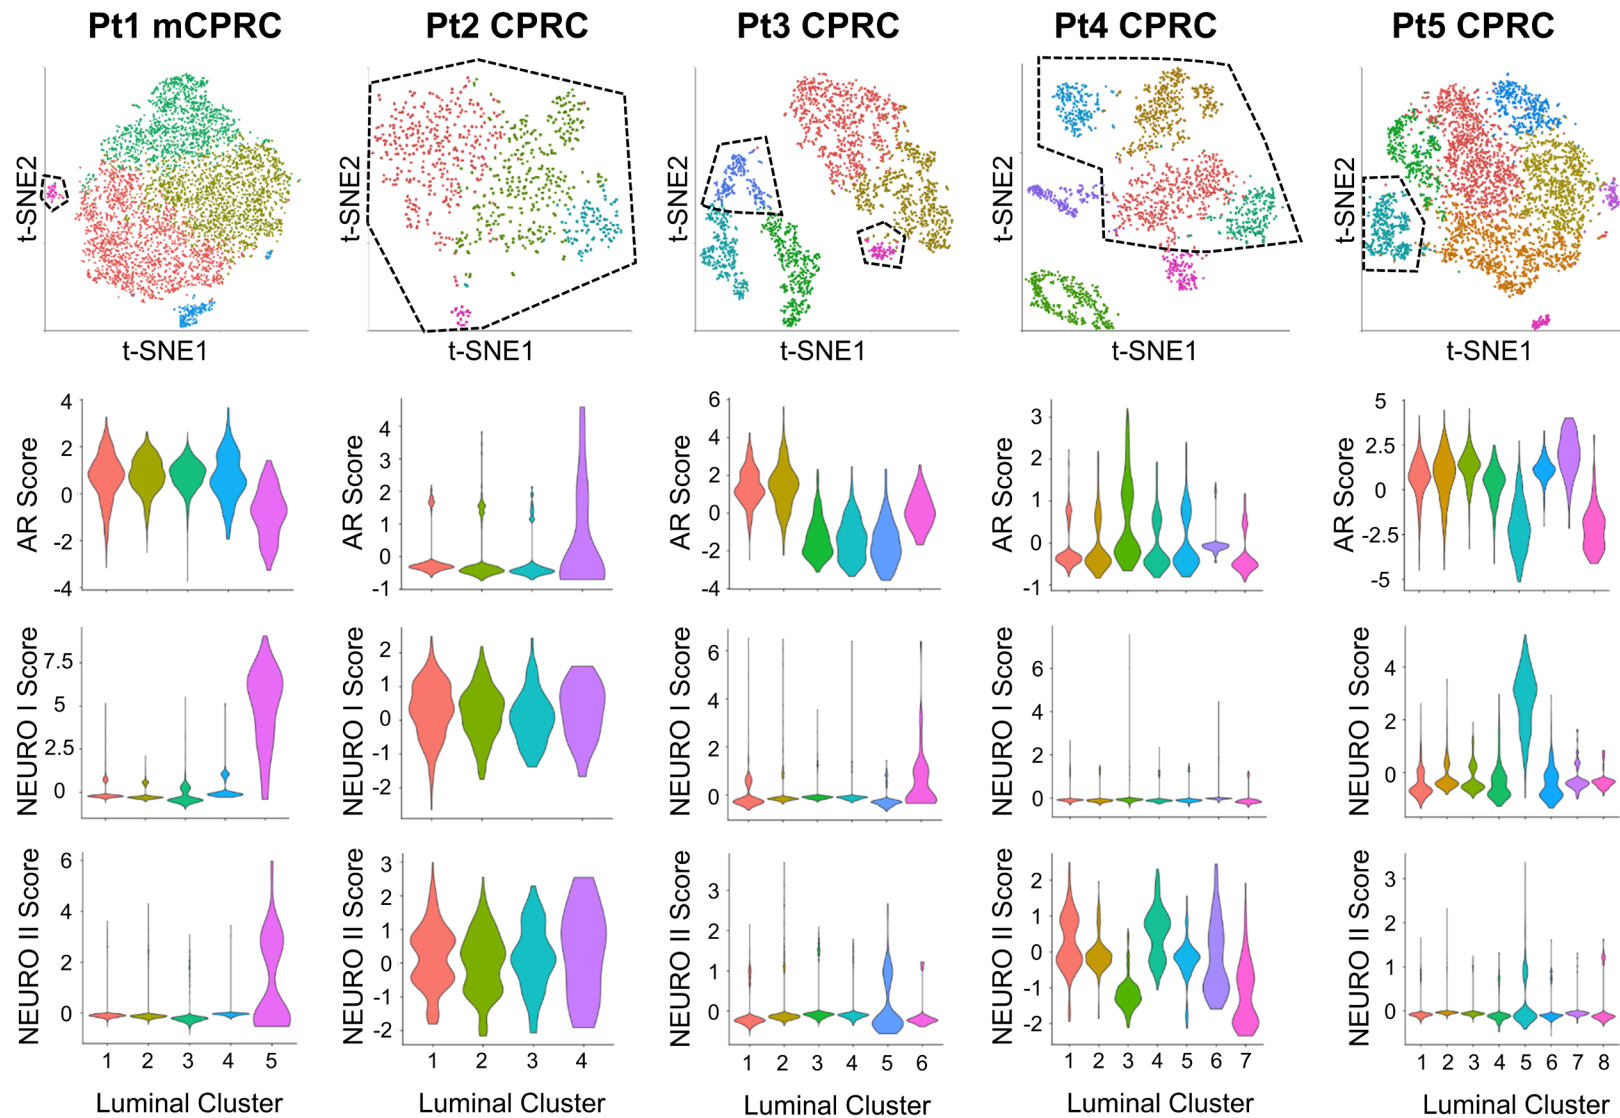 Pt1 mCPRC
Pt2 CPRC
Pt3 CPRC
Pt4 CPRC
Pt5 CPRC
t-SNE2
t-SNE2
t-SNE2
t-SNE2
t-SNE2
t-SNE1
t-SNE1
t-SNE1
t-SNE1
t-SNE1
AR Score
4
2
0
-2
-4
AR Score
4
3
2
1
0
-1
AR Score
6
4
2
0
-2
-4
AR Score
3
2
1
0
-1
AR Score
5
2.5
0
-2.5
-5
NEURO I Score
7.5
5
2.5
0
NEURO I Score
2
1
0
-1
-2
NEURO I Score
6
4
2
0
NEURO I Score
6
4
2
0
NEURO I Score
4
2
0
NEURO II Score
6
4
2
0
NEURO II Score
3
2
1
0
-1
-2
NEURO II Score
3
2
1
0
NEURO II Score
2
1
0
-1
-2
NEURO II Score
3
2
1
0
1 2 3 4 5
1 2 3 4
1 2 3 4 5 6
1 2 3 4 5 6 7
1 2 3 4 5 6 7 8
Luminal Cluster
Luminal Cluster
Luminal Cluster
Luminal Cluster
Luminal Cluster